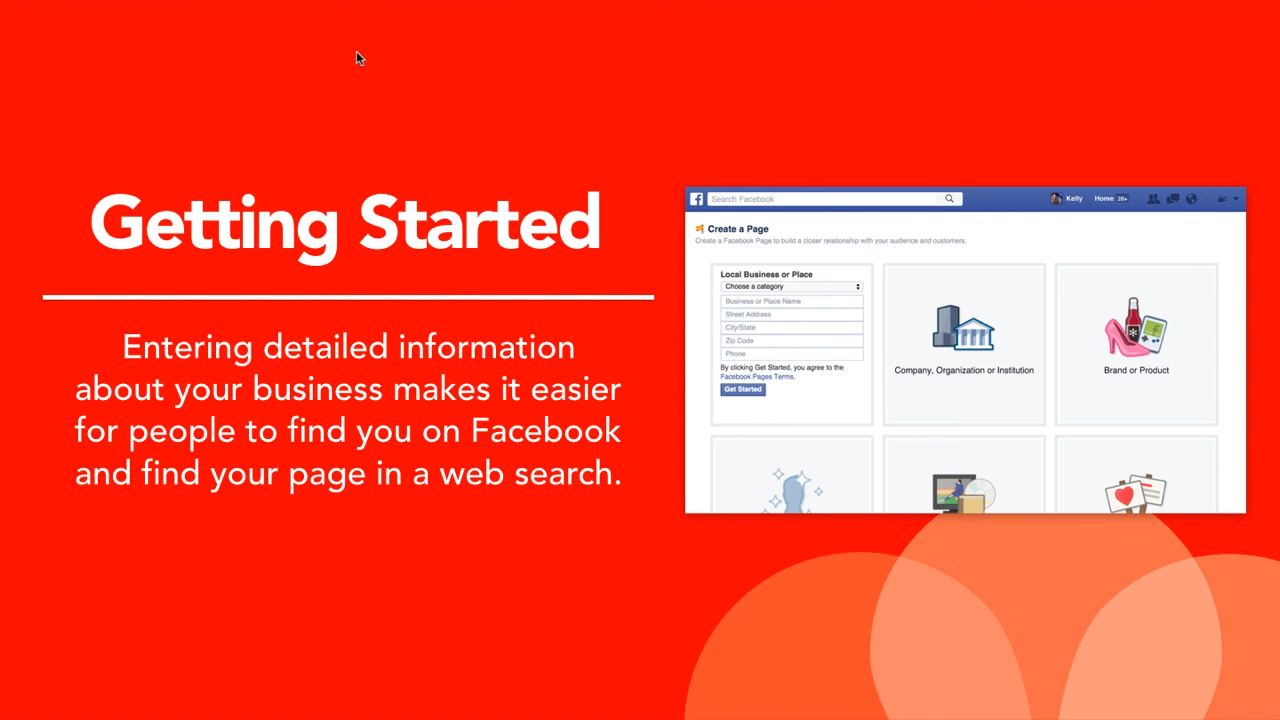 Getting Started
Entering detailed information
about your business makes it easier
for people to find you on Facebook
and find your page in a web search.
Search Facebook
Kelly
Home 20+
Create a Page
Create a Facebook Page to build a closer relationship with your audience and customers.
Local Business or Place
Choose a category
Business or Place Name
Street Address
City/State
Zip Code
Phone
By clicking Get Started, you agree to the
Facebook Pages Terms.
Get Started
Company, Organization or Institution
Brand or Product